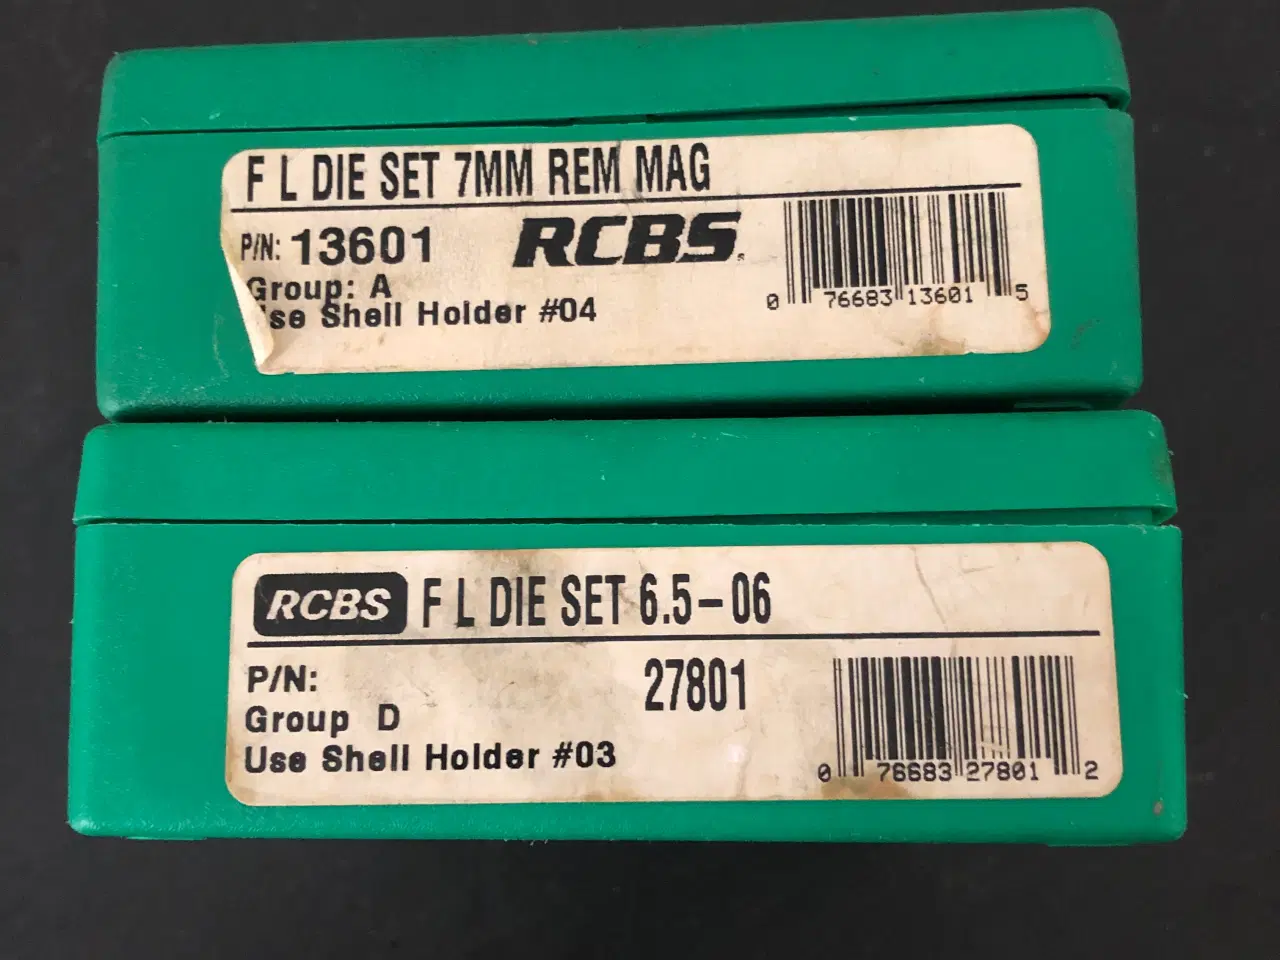 F L DIE SET 7MM REM MAG
P/N: 13601 RCBS
Group: A
Use Shell Holder #04
0 76683 13601 5
RCBS F L DIE SET 6.5-06
P/N: 27801
Group D
Use Shell Holder #03
0 76683 27801 2